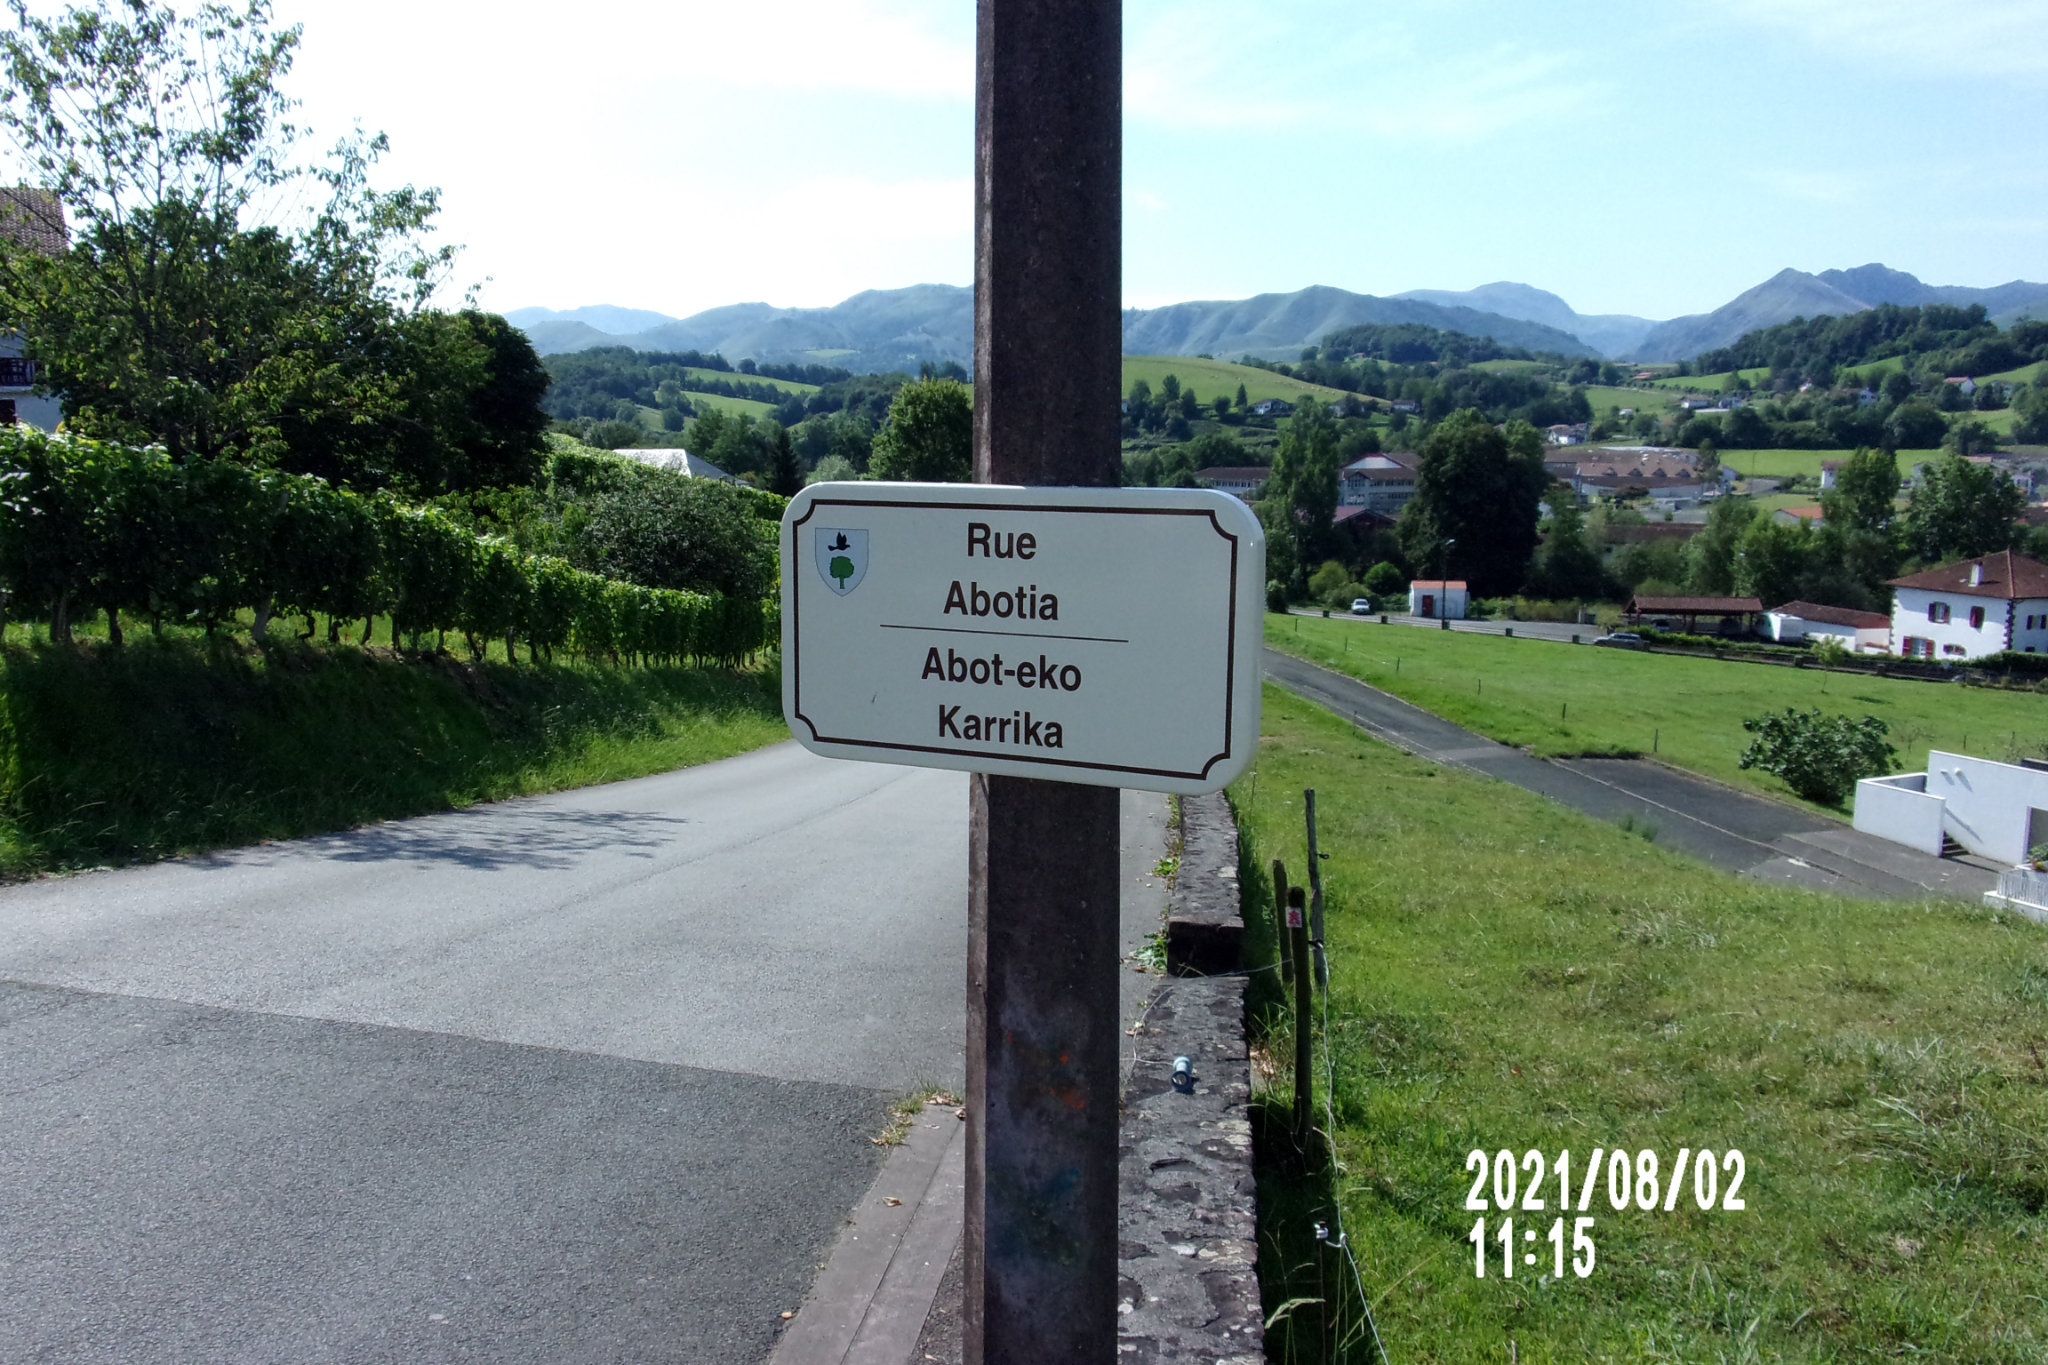 Rue
Abotia
Abot-eko
Karrika
2021/08/02
11:15